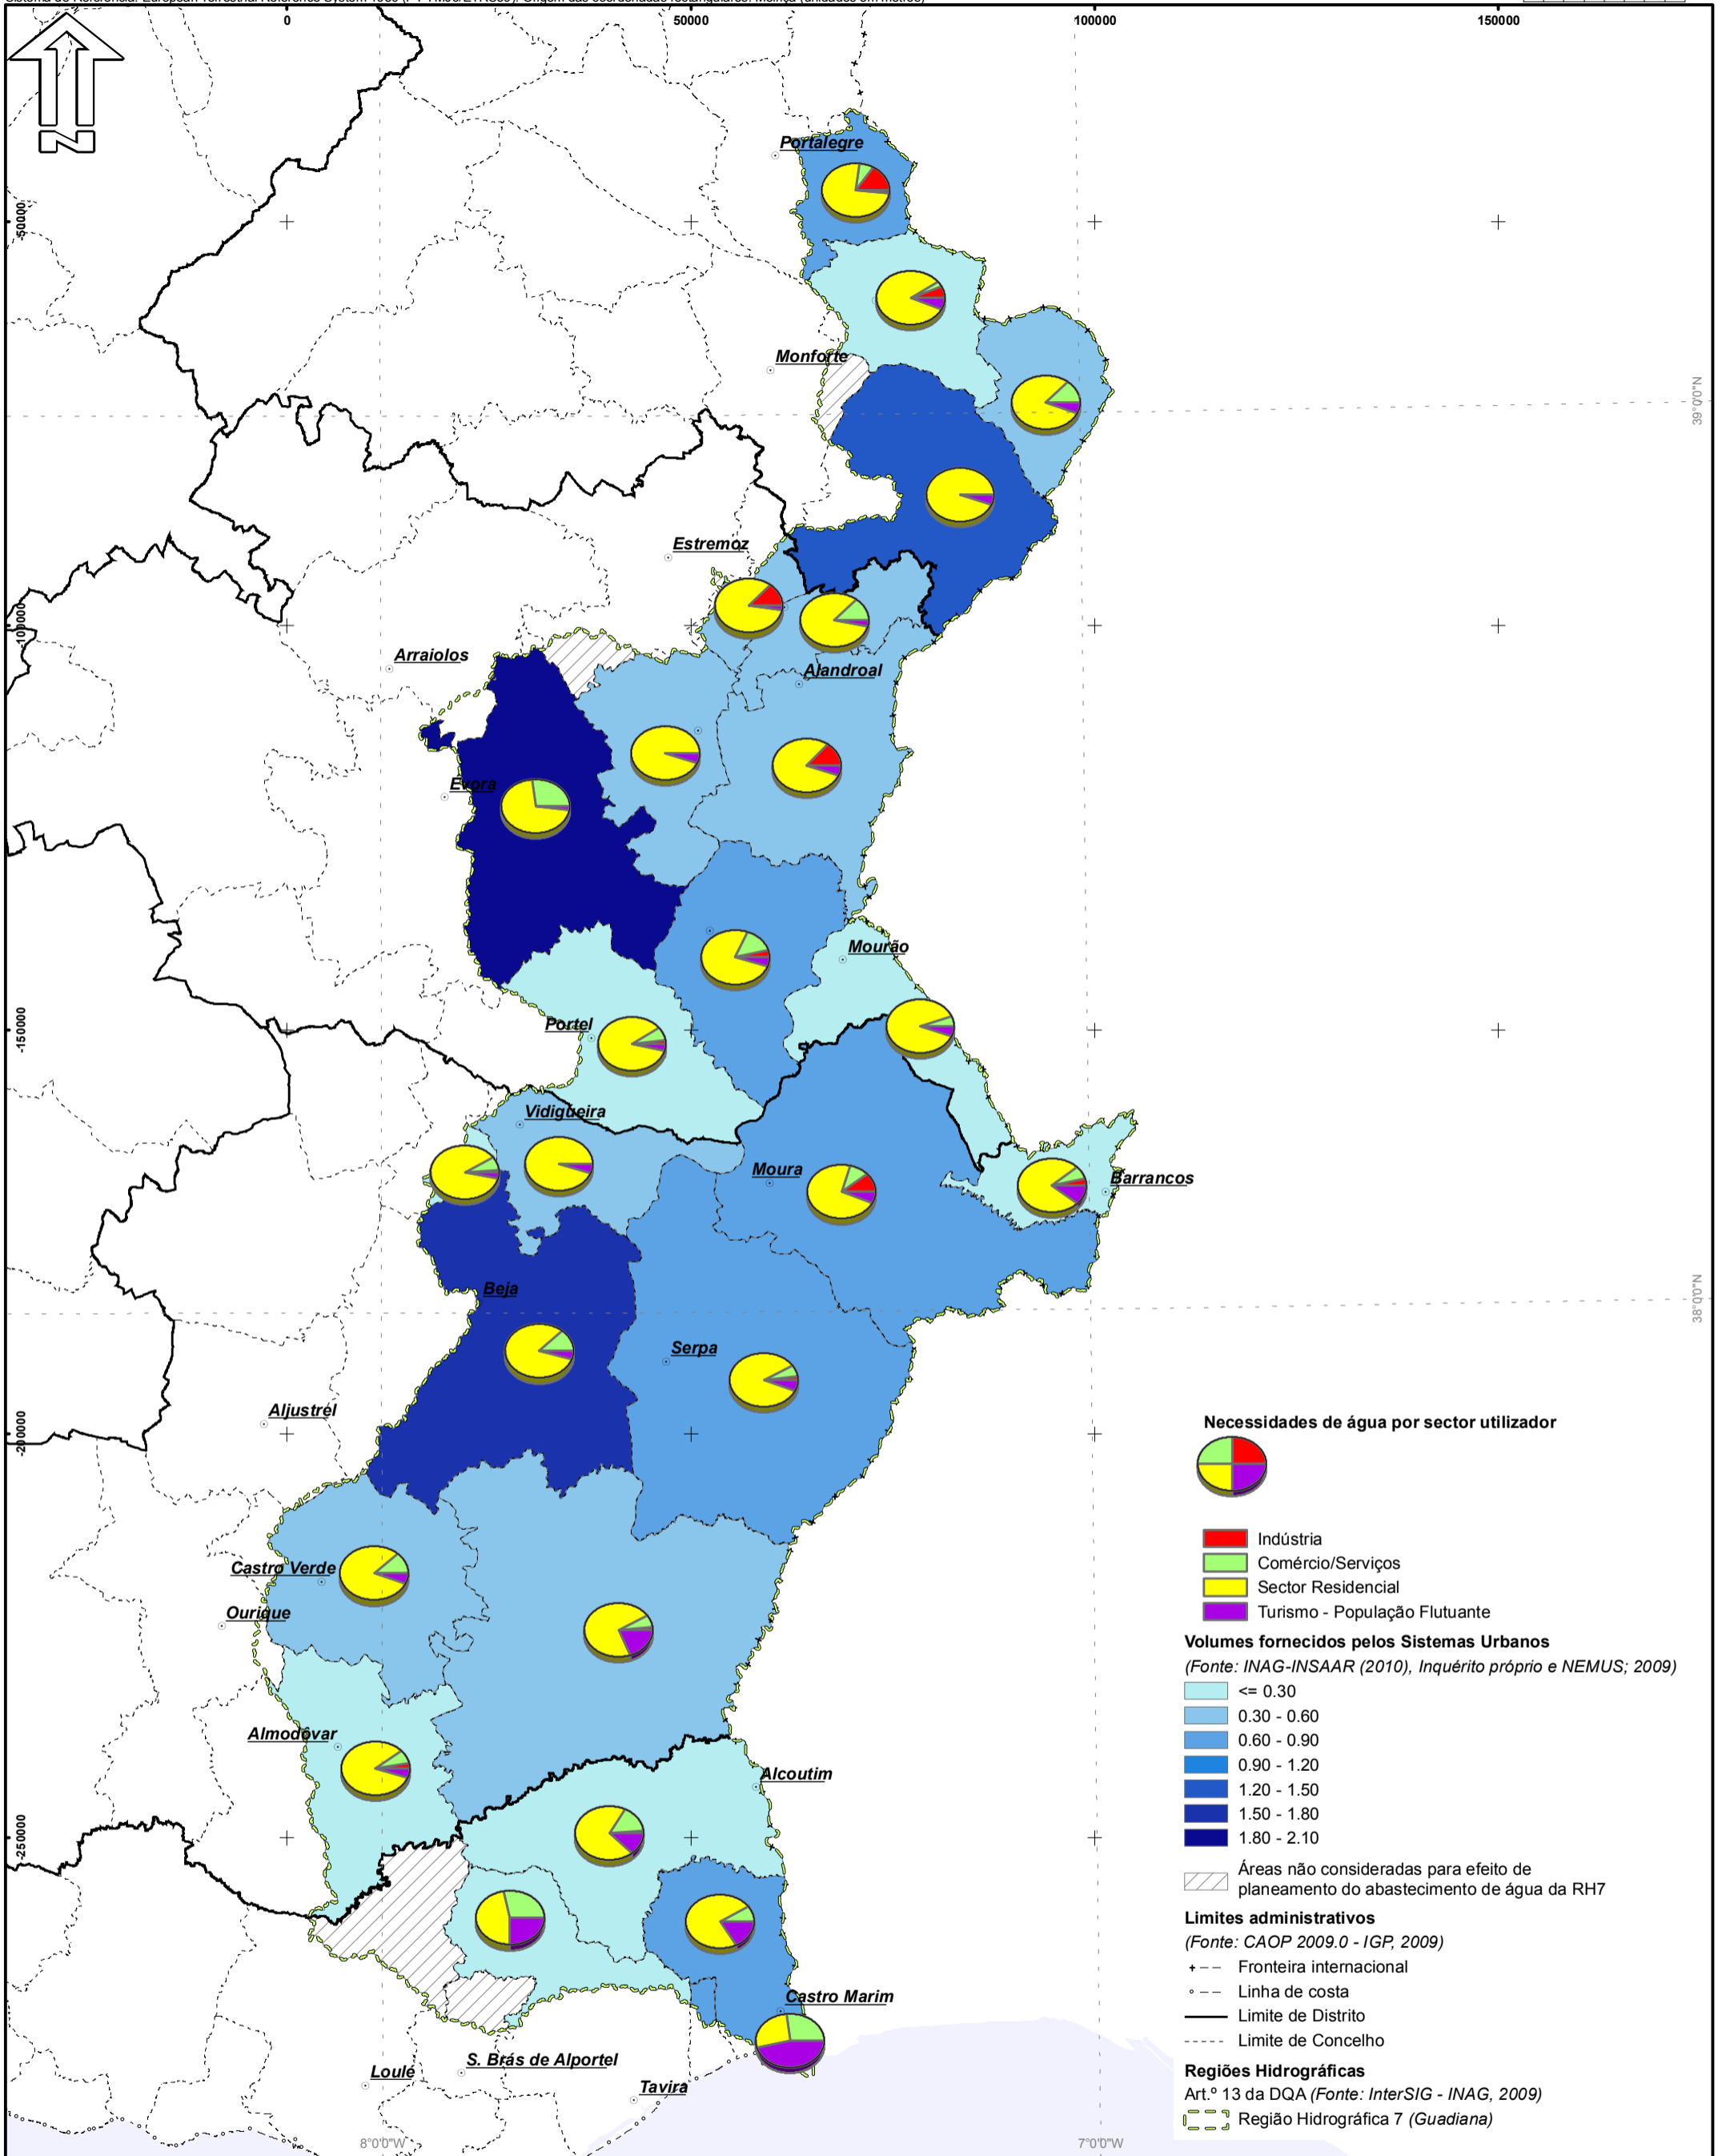 0
50000
100000
150000
N
Portalegre
-50000
Monforte
39°0'0"N
Estremoz
-100000
Arraiolos
Alandroal
Évora
Mourão
Portel
-150000
Vidigueira
Moura
Barrancos
Beja
38°0'0"N
Serpa
Aljustrel
-200000
Castro Verde
Ourique
Almodôvar
Alcoutim
-250000
Castro Marim
S. Brás de Alportel
Loulé
Tavira
8°0'0"W
7°0'0"W
Necessidades de água por sector utilizador
Indústria
Comércio/Serviços
Sector Residencial
Turismo - População Flutuante
Volumes fornecidos pelos Sistemas Urbanos
(Fonte: INAG-INSAAR (2010), Inquérito próprio e NEMUS; 2009)
<= 0.30
0.30 - 0.60
0.60 - 0.90
0.90 - 1.20
1.20 - 1.50
1.50 - 1.80
1.80 - 2.10
Áreas não consideradas para efeito de
planeamento do abastecimento de água da RH7
Limites administrativos
(Fonte: CAOP 2009.0 - IGP, 2009)
Fronteira internacional
Linha de costa
Limite de Distrito
Limite de Concelho
Regiões Hidrográficas
Art.º 13 da DQA (Fonte: InterSIG - INAG, 2009)
Região Hidrográfica 7 (Guadiana)